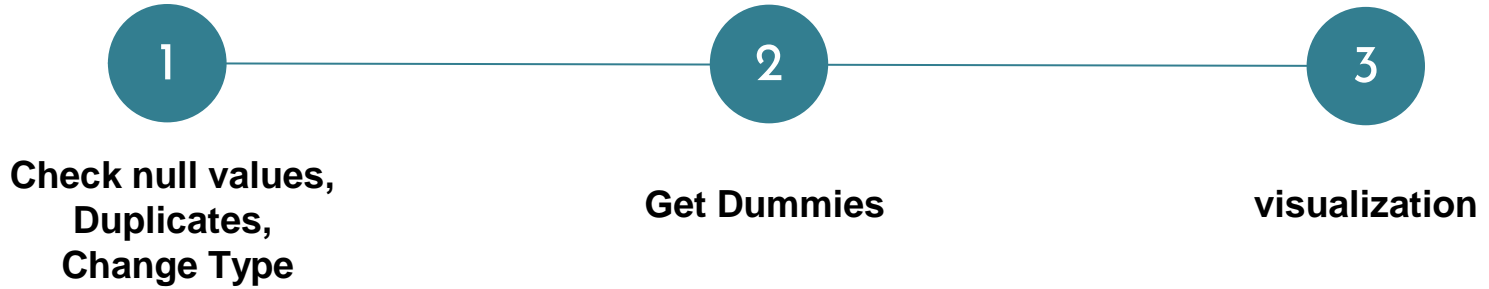 1
2
3
Check null values,
Duplicates,
Change Type
Get Dummies
visualization